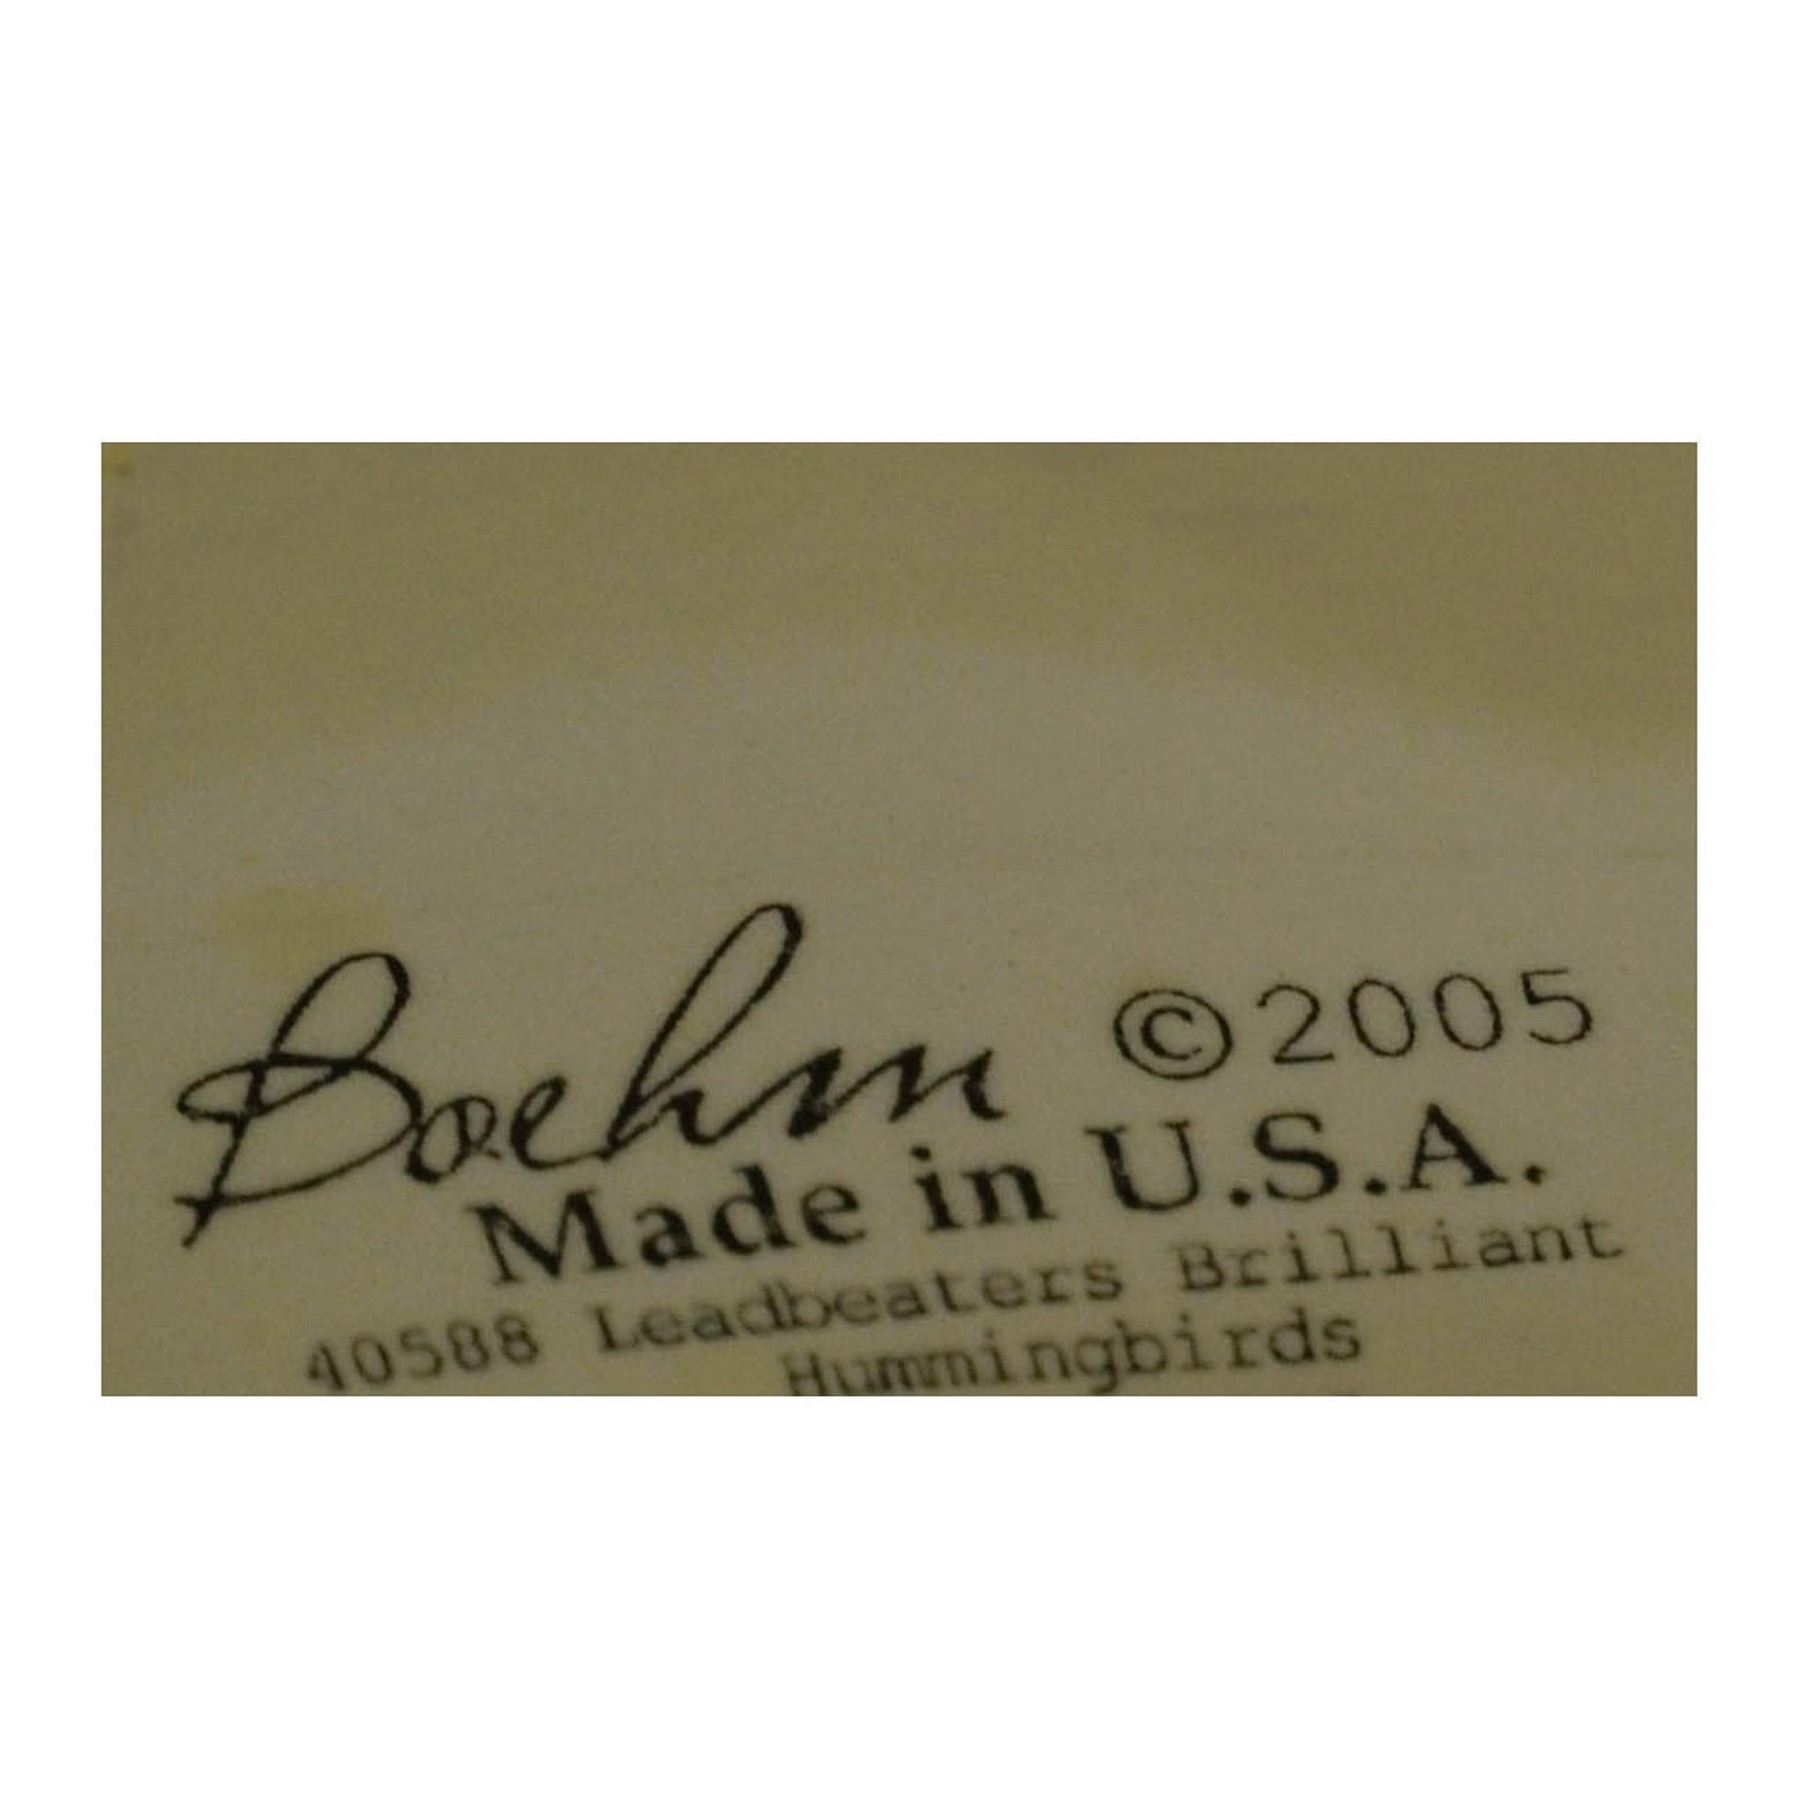 Boehm ©2005
Made in U.S.A.
40588 Leadbeaters Brilliant
Hummingbirds